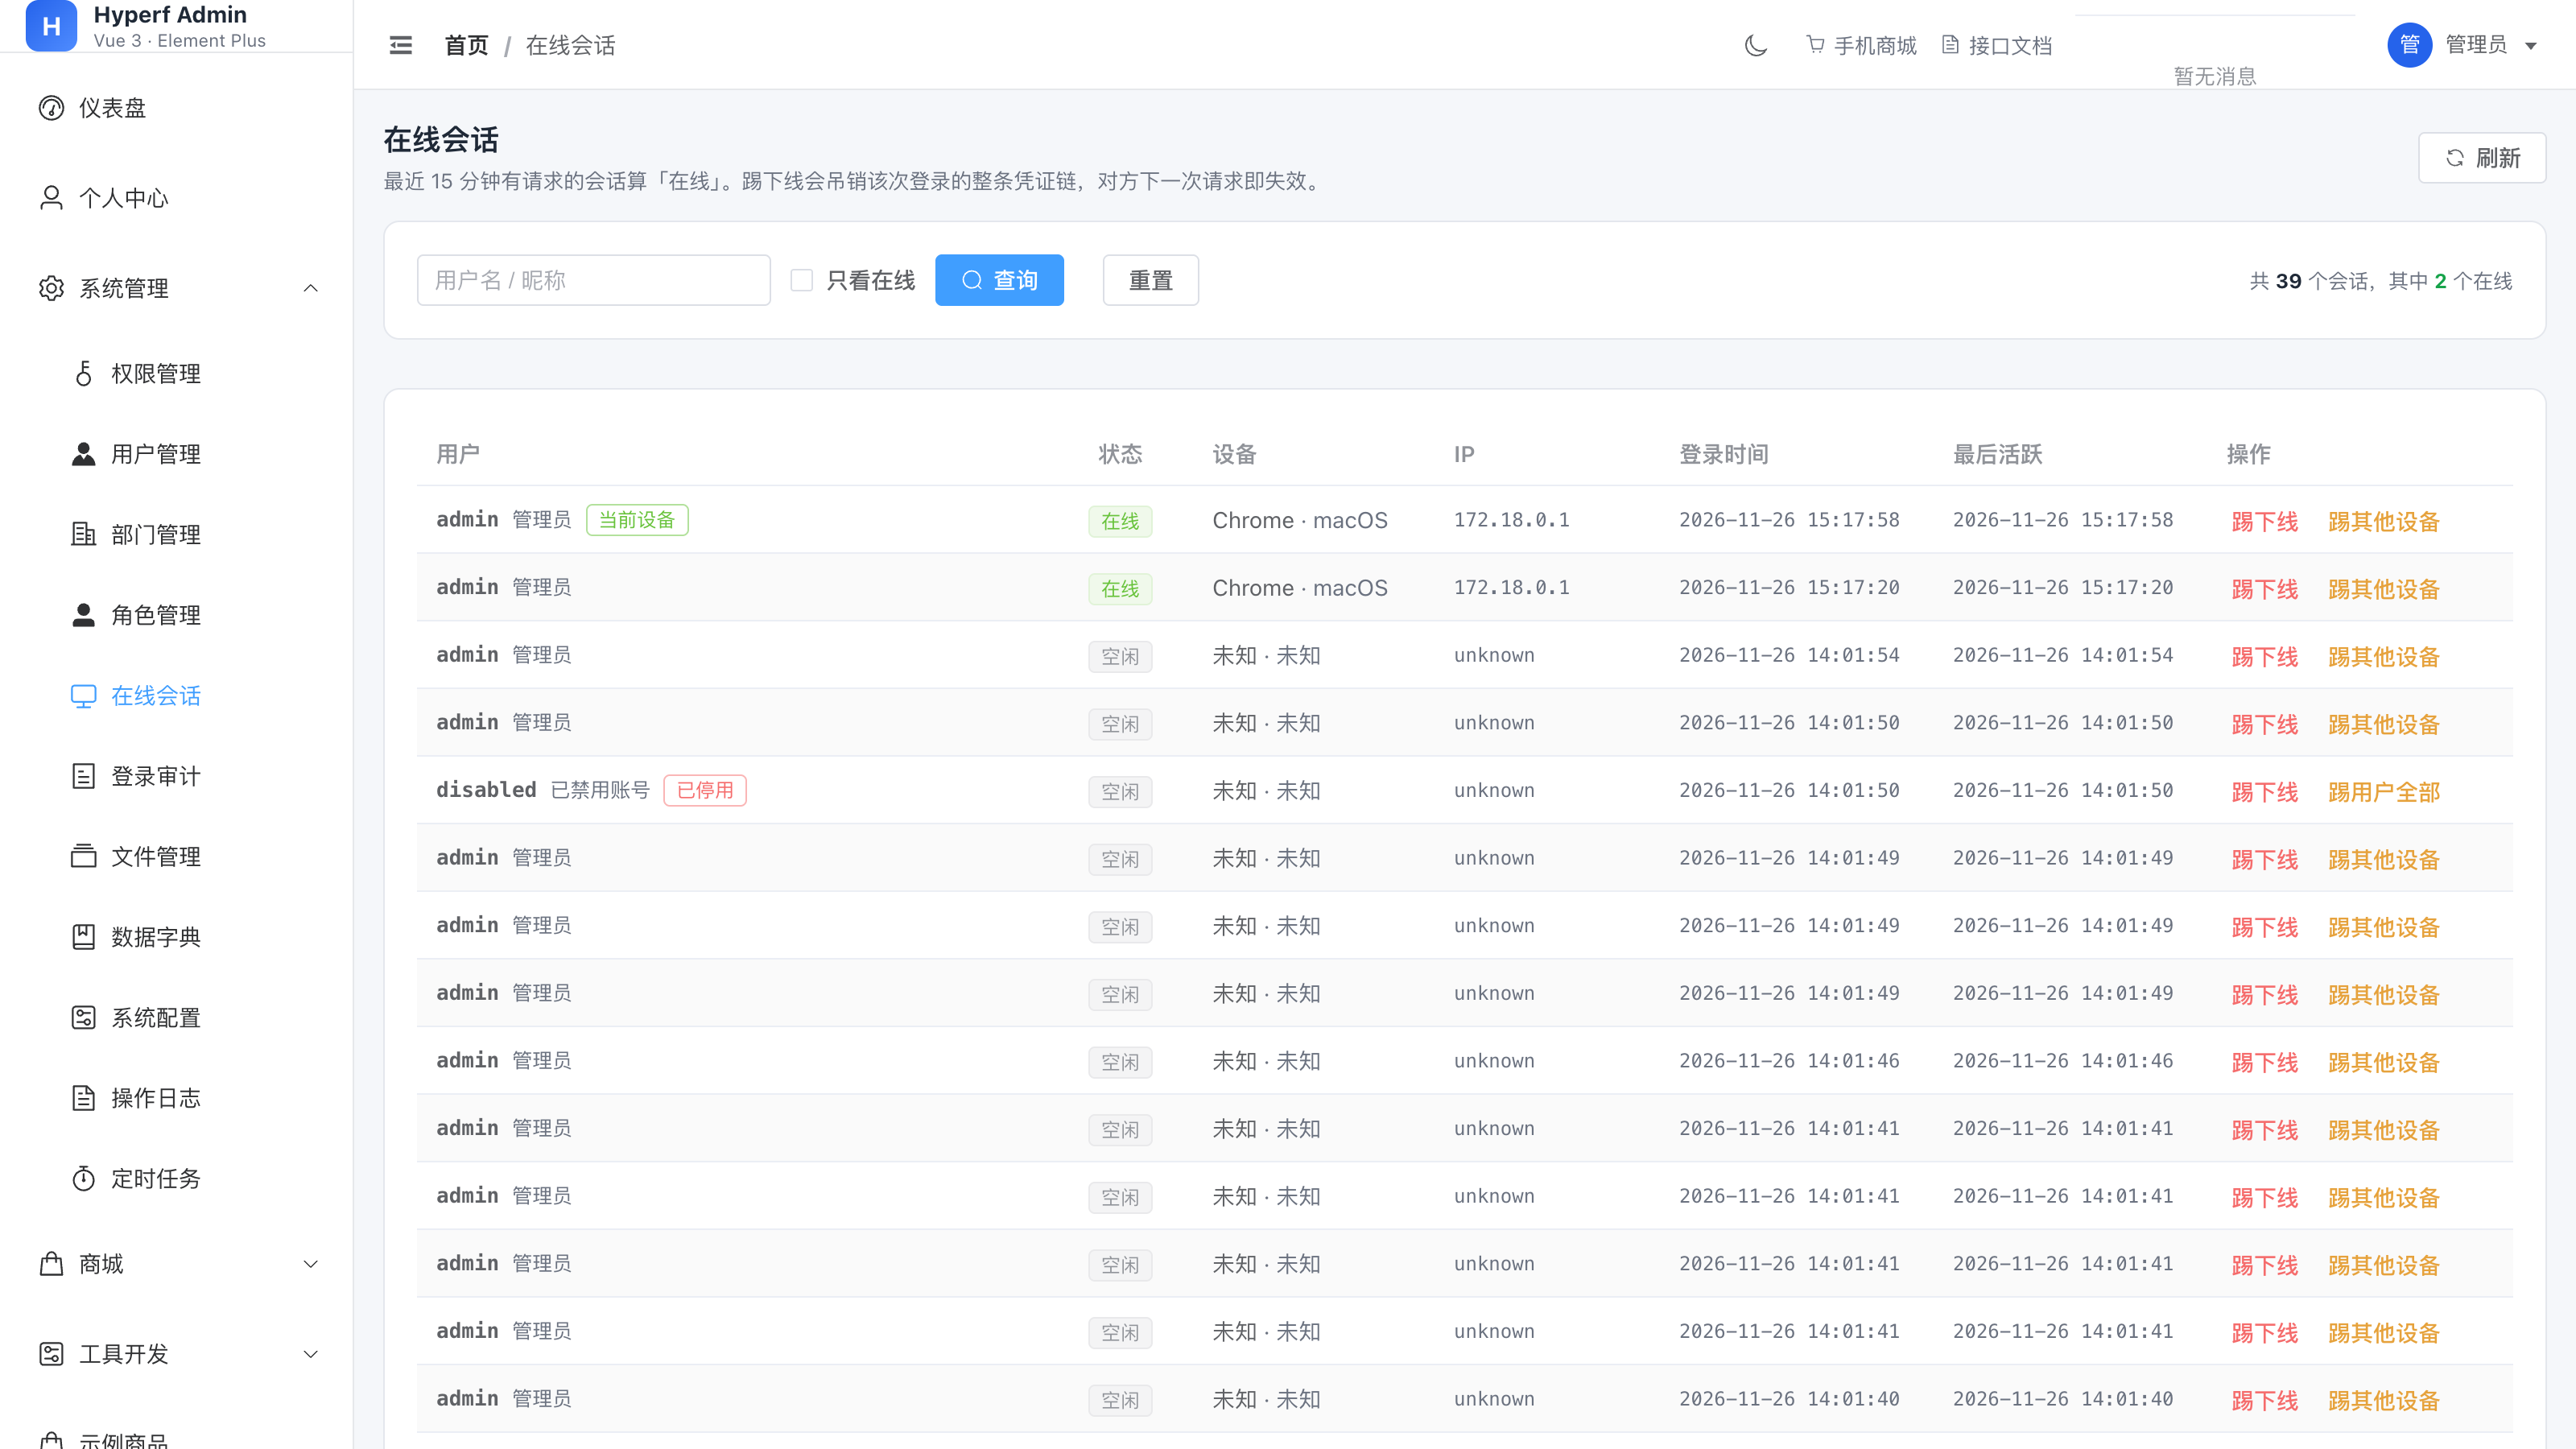 H Hyperf Admin
Vue 3 · Element Plus
首页 / 在线会话
手机商城 接口文档
暂无消息
管 管理员
仪表盘
个人中心
系统管理
权限管理
用户管理
部门管理
角色管理
在线会话
登录审计
文件管理
数据字典
系统配置
操作日志
定时任务
商城
工具开发
示例商品
在线会话
最近 15 分钟有请求的会话算「在线」。踢下线会吊销该次登录的整条凭证链，对方下一次请求即失效。
刷新
用户名 / 昵称 只看在线 查询 重置 共 39 个会话，其中 2 个在线
用户 状态 设备 IP 登录时间 最后活跃 操作
admin 管理员 当前设备 在线 Chrome · macOS 172.18.0.1 2026-11-26 15:17:58 2026-11-26 15:17:58 踢下线 踢其他设备
admin 管理员 在线 Chrome · macOS 172.18.0.1 2026-11-26 15:17:20 2026-11-26 15:17:20 踢下线 踢其他设备
admin 管理员 空闲 未知 · 未知 unknown 2026-11-26 14:01:54 2026-11-26 14:01:54 踢下线 踢其他设备
admin 管理员 空闲 未知 · 未知 unknown 2026-11-26 14:01:50 2026-11-26 14:01:50 踢下线 踢其他设备
disabled 已禁用账号 已停用 空闲 未知 · 未知 unknown 2026-11-26 14:01:50 2026-11-26 14:01:50 踢下线 踢用户全部
admin 管理员 空闲 未知 · 未知 unknown 2026-11-26 14:01:49 2026-11-26 14:01:49 踢下线 踢其他设备
admin 管理员 空闲 未知 · 未知 unknown 2026-11-26 14:01:49 2026-11-26 14:01:49 踢下线 踢其他设备
admin 管理员 空闲 未知 · 未知 unknown 2026-11-26 14:01:49 2026-11-26 14:01:49 踢下线 踢其他设备
admin 管理员 空闲 未知 · 未知 unknown 2026-11-26 14:01:46 2026-11-26 14:01:46 踢下线 踢其他设备
admin 管理员 空闲 未知 · 未知 unknown 2026-11-26 14:01:41 2026-11-26 14:01:41 踢下线 踢其他设备
admin 管理员 空闲 未知 · 未知 unknown 2026-11-26 14:01:41 2026-11-26 14:01:41 踢下线 踢其他设备
admin 管理员 空闲 未知 · 未知 unknown 2026-11-26 14:01:41 2026-11-26 14:01:41 踢下线 踢其他设备
admin 管理员 空闲 未知 · 未知 unknown 2026-11-26 14:01:41 2026-11-26 14:01:41 踢下线 踢其他设备
admin 管理员 空闲 未知 · 未知 unknown 2026-11-26 14:01:40 2026-11-26 14:01:40 踢下线 踢其他设备